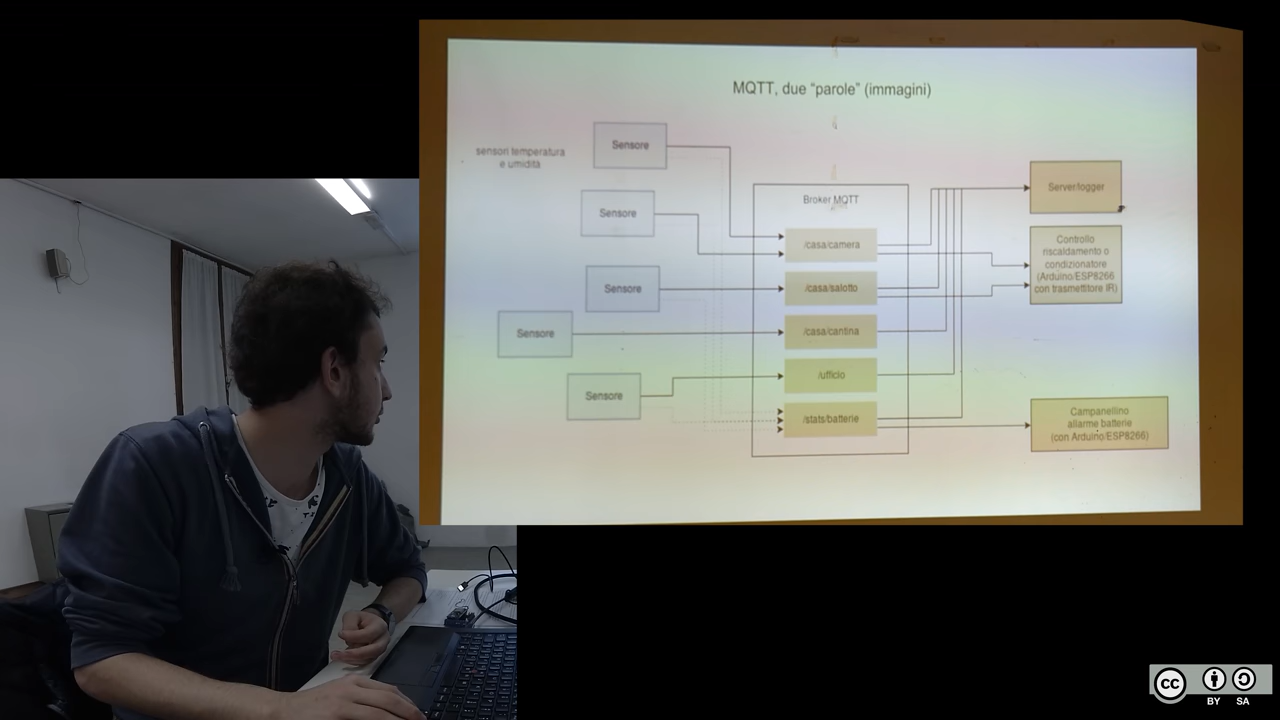 MQTT, due “parole” (immagini)
sensori temperatura
e umidità
Sensore
Sensore
Sensore
Sensore
Sensore
Broker MQTT
/casa/camera
/casa/salotto
/casa/cantina
/ufficio
/stats/batterie
Server/logger
Controllo
riscaldamento o
condizionatore
(Arduino/ESP8266
con trasmettitore IR)
Campanellino
allarme batterie
(con Arduino/ESP8266)
cc
BY SA